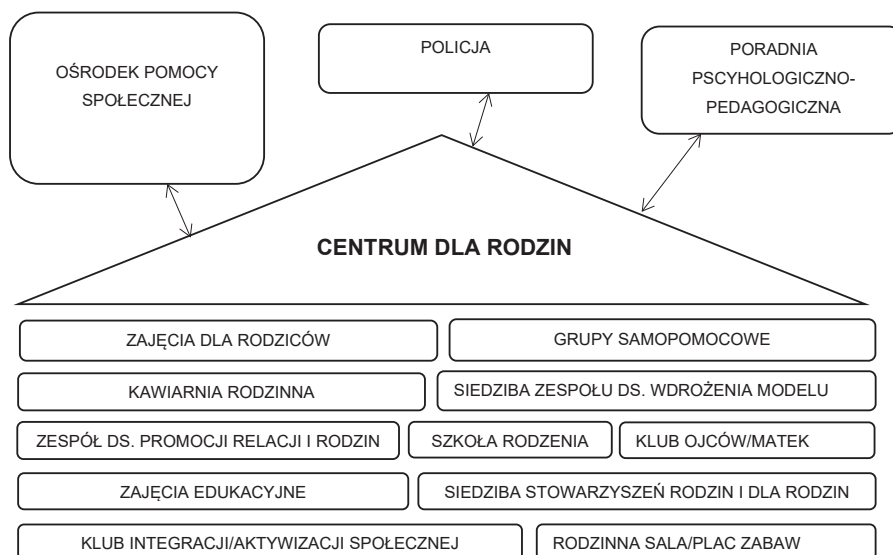 OŚRODEK POMOCY
SPOŁECZNEJ
POLICJA
PORADNIA
PSCYHOLOGICZNO-
PEDAGOGICZNA
CENTRUM DLA RODZIN
ZAJĘCIA DLA RODZICÓW
GRUPY SAMOPOMOCOWE
KAWIARNIA RODZINNA
SIEDZIBA ZESPOŁU DS. WDROŻENIA MODELU
ZESPÓŁ DS. PROMOCJI RELACJI I RODZIN
SZKOŁA RODZENIA
KLUB OJCÓW/MATEK
ZAJĘCIA EDUKACYJNE
SIEDZIBA STOWARZYSZEŃ RODZIN I DLA RODZIN
KLUB INTEGRACJI/AKTYWIZACJI SPOŁECZNEJ
RODZINNA SALA/PLAC ZABAW